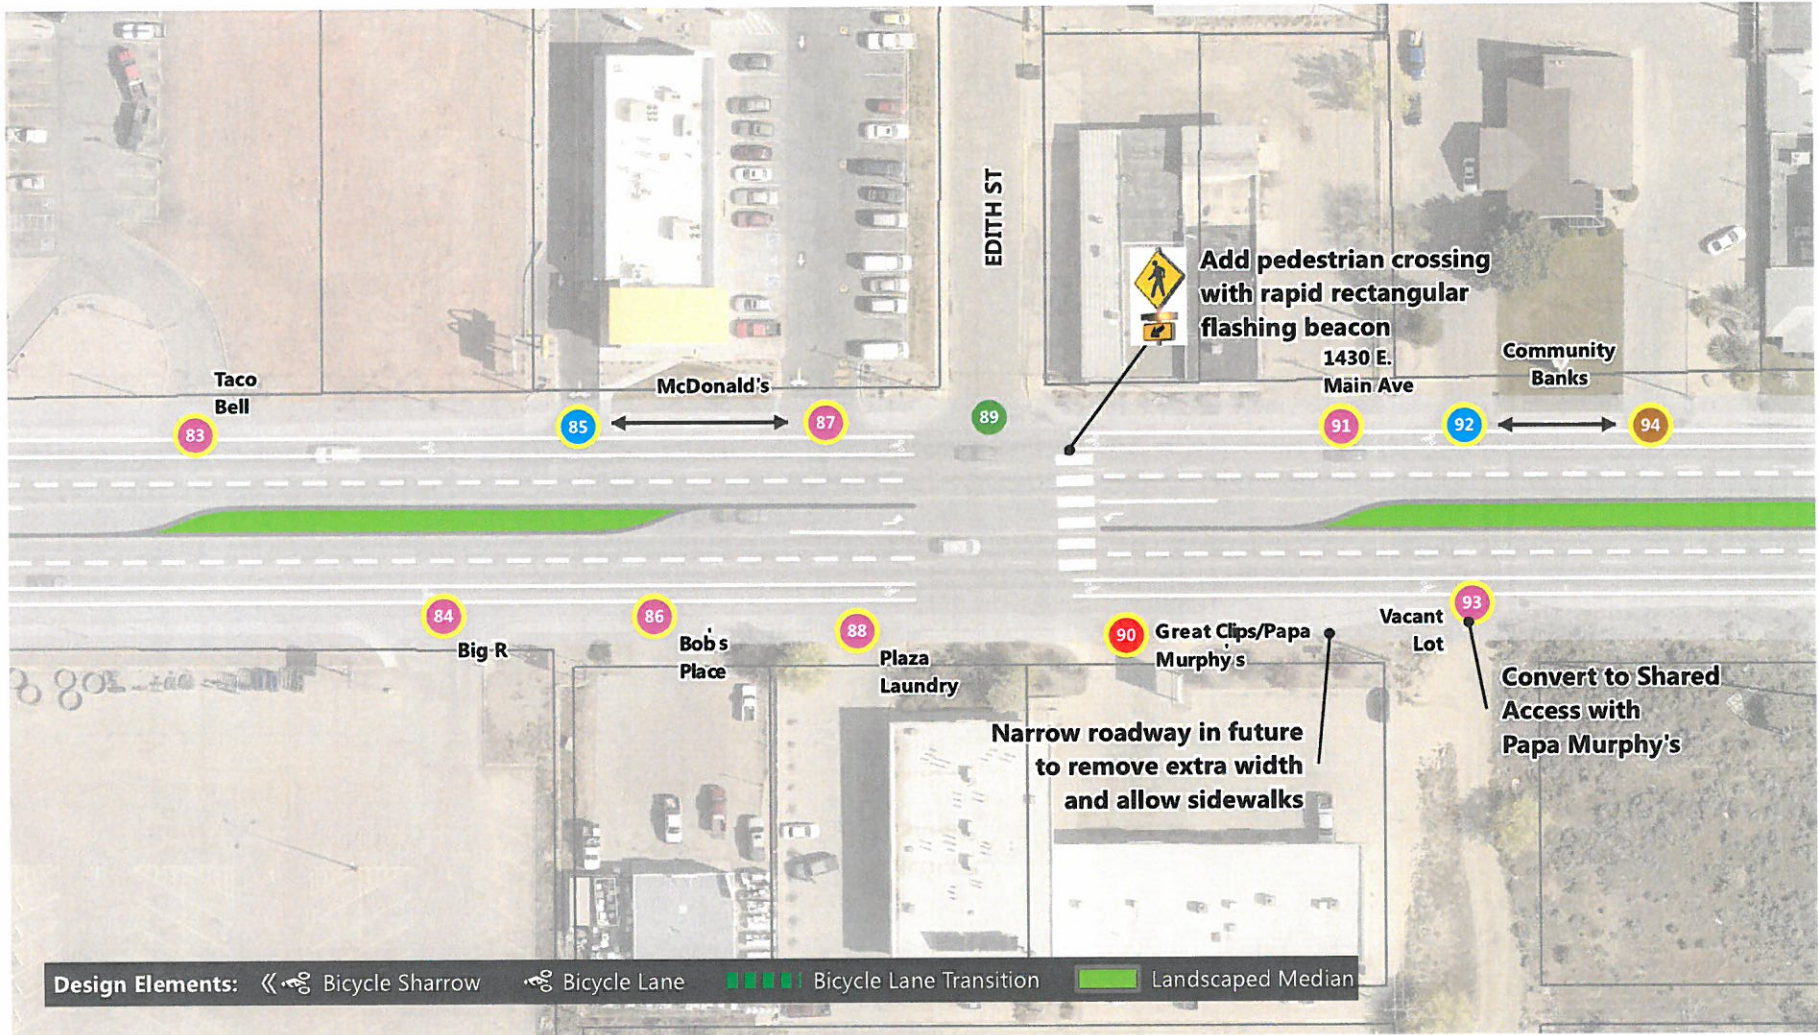 EDITH ST
Add pedestrian crossing
with rapid rectangular
flashing beacon
1430 E.
Main Ave
Community
Banks
Taco
Bell
McDonald's
83
85
87
89
91
92
94
84
86
88
90
93
Big R
Bob's
Place
Plaza
Laundry
Great Clips/Papa
Murphy's
Vacant
Lot
Narrow roadway in future
to remove extra width
and allow sidewalks
Convert to Shared
Access with
Papa Murphy's
Design Elements: Bicycle Sharrow Bicycle Lane Bicycle Lane Transition Landscaped Median